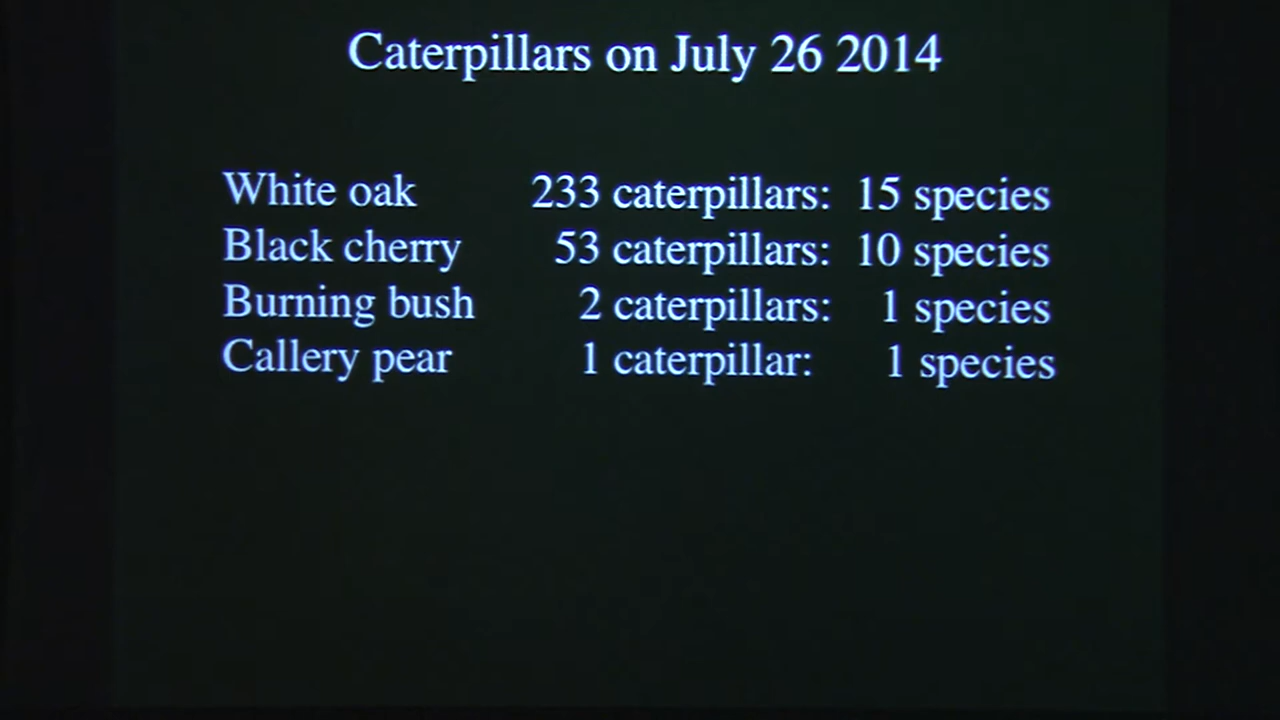 Caterpillars on July 26 2014
White oak 233 caterpillars: 15 species
Black cherry 53 caterpillars: 10 species
Burning bush 2 caterpillars: 1 species
Callery pear 1 caterpillar: 1 species